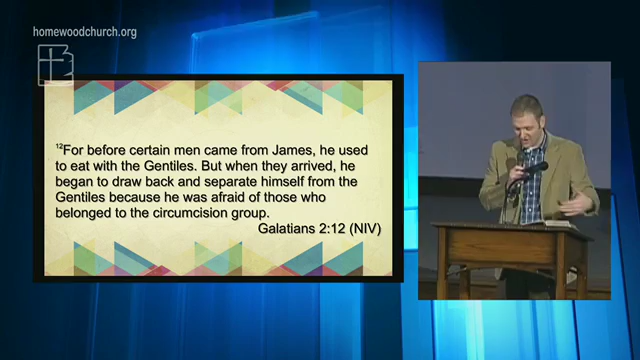 homewoodchurch.org
¹²For before certain men came from James, he used
to eat with the Gentiles. But when they arrived, he
began to draw back and separate himself from the
Gentiles because he was afraid of those who
belonged to the circumcision group.
Galatians 2:12 (NIV)